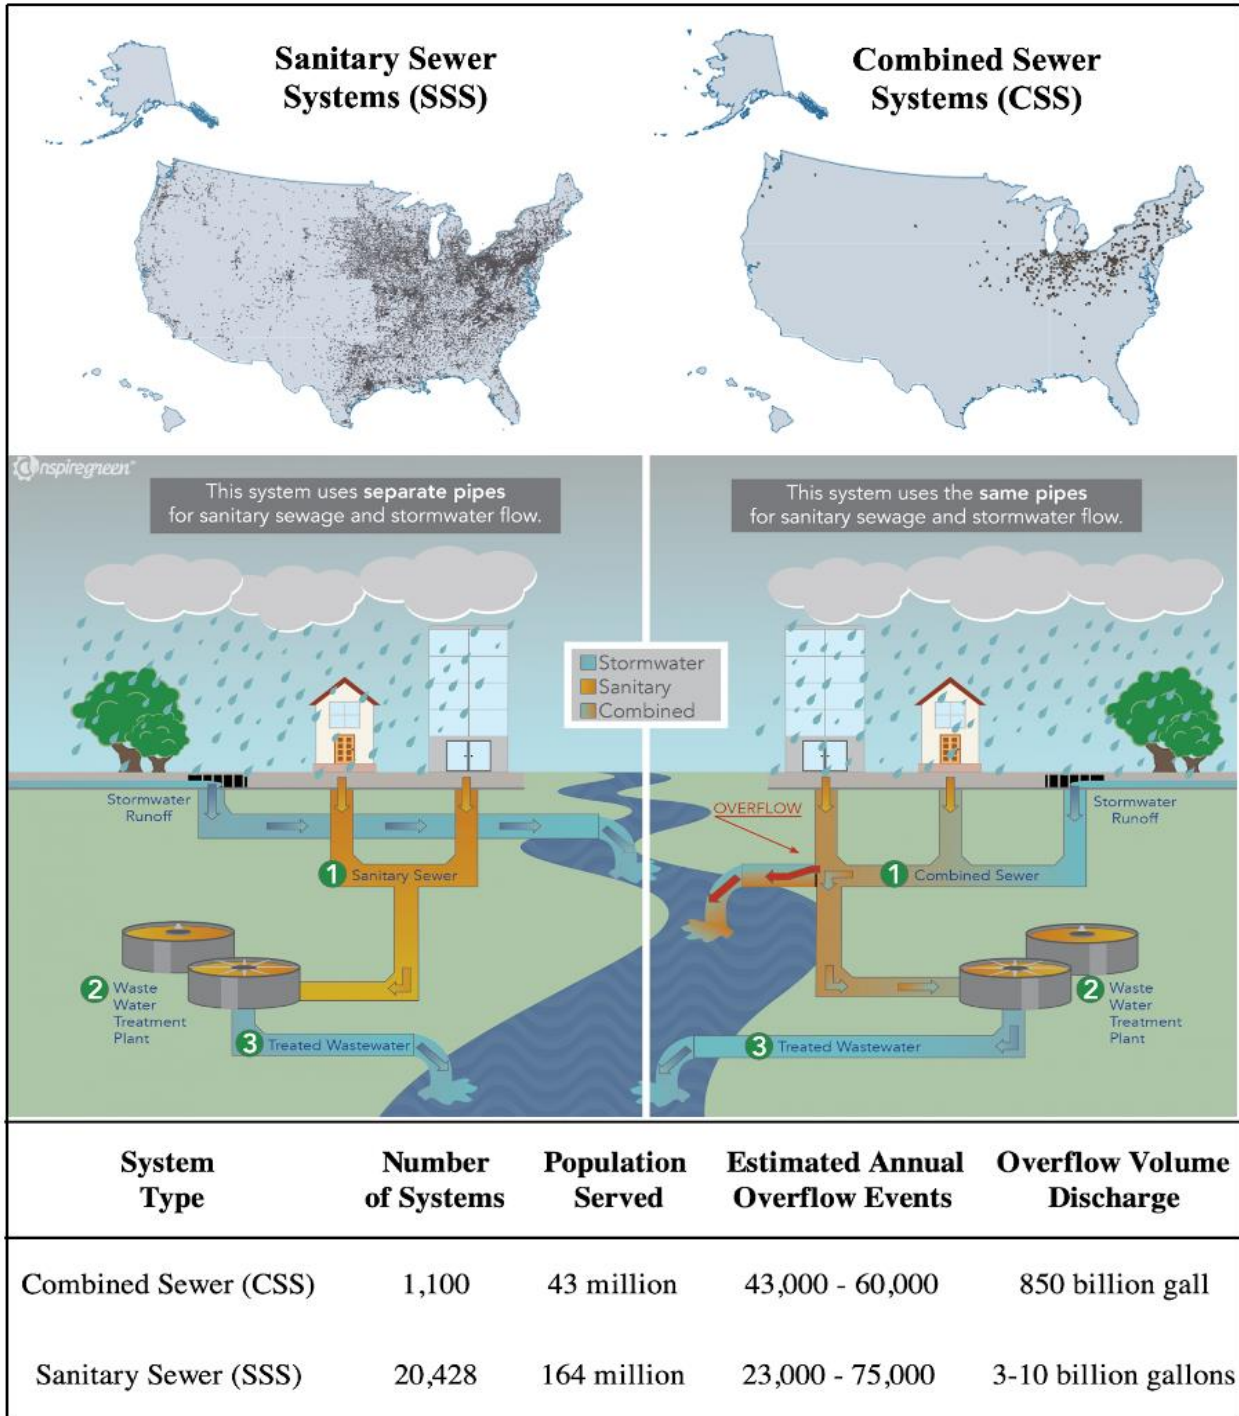 Sanitary Sewer
Systems (SSS)
Combined Sewer
Systems (CSS)
inspiregreen
This system uses separate pipes
for sanitary sewage and stormwater flow.
This system uses the same pipes
for sanitary sewage and stormwater flow.
Stormwater
Sanitary
Combined
Stormwater
Runoff
OVERFLOW
Stormwater
Runoff
1 Sanitary Sewer
1 Combined Sewer
2 Waste
Water
Treatment
Plant
2 Waste
Water
Treatment
Plant
3 Treated Wastewater
3 Treated Wastewater
System Type Number of Systems Population Served Estimated Annual Overflow Events Overflow Volume Discharge
Combined Sewer (CSS) 1,100 43 million 43,000 - 60,000 850 billion gall
Sanitary Sewer (SSS) 20,428 164 million 23,000 - 75,000 3-10 billion gallons